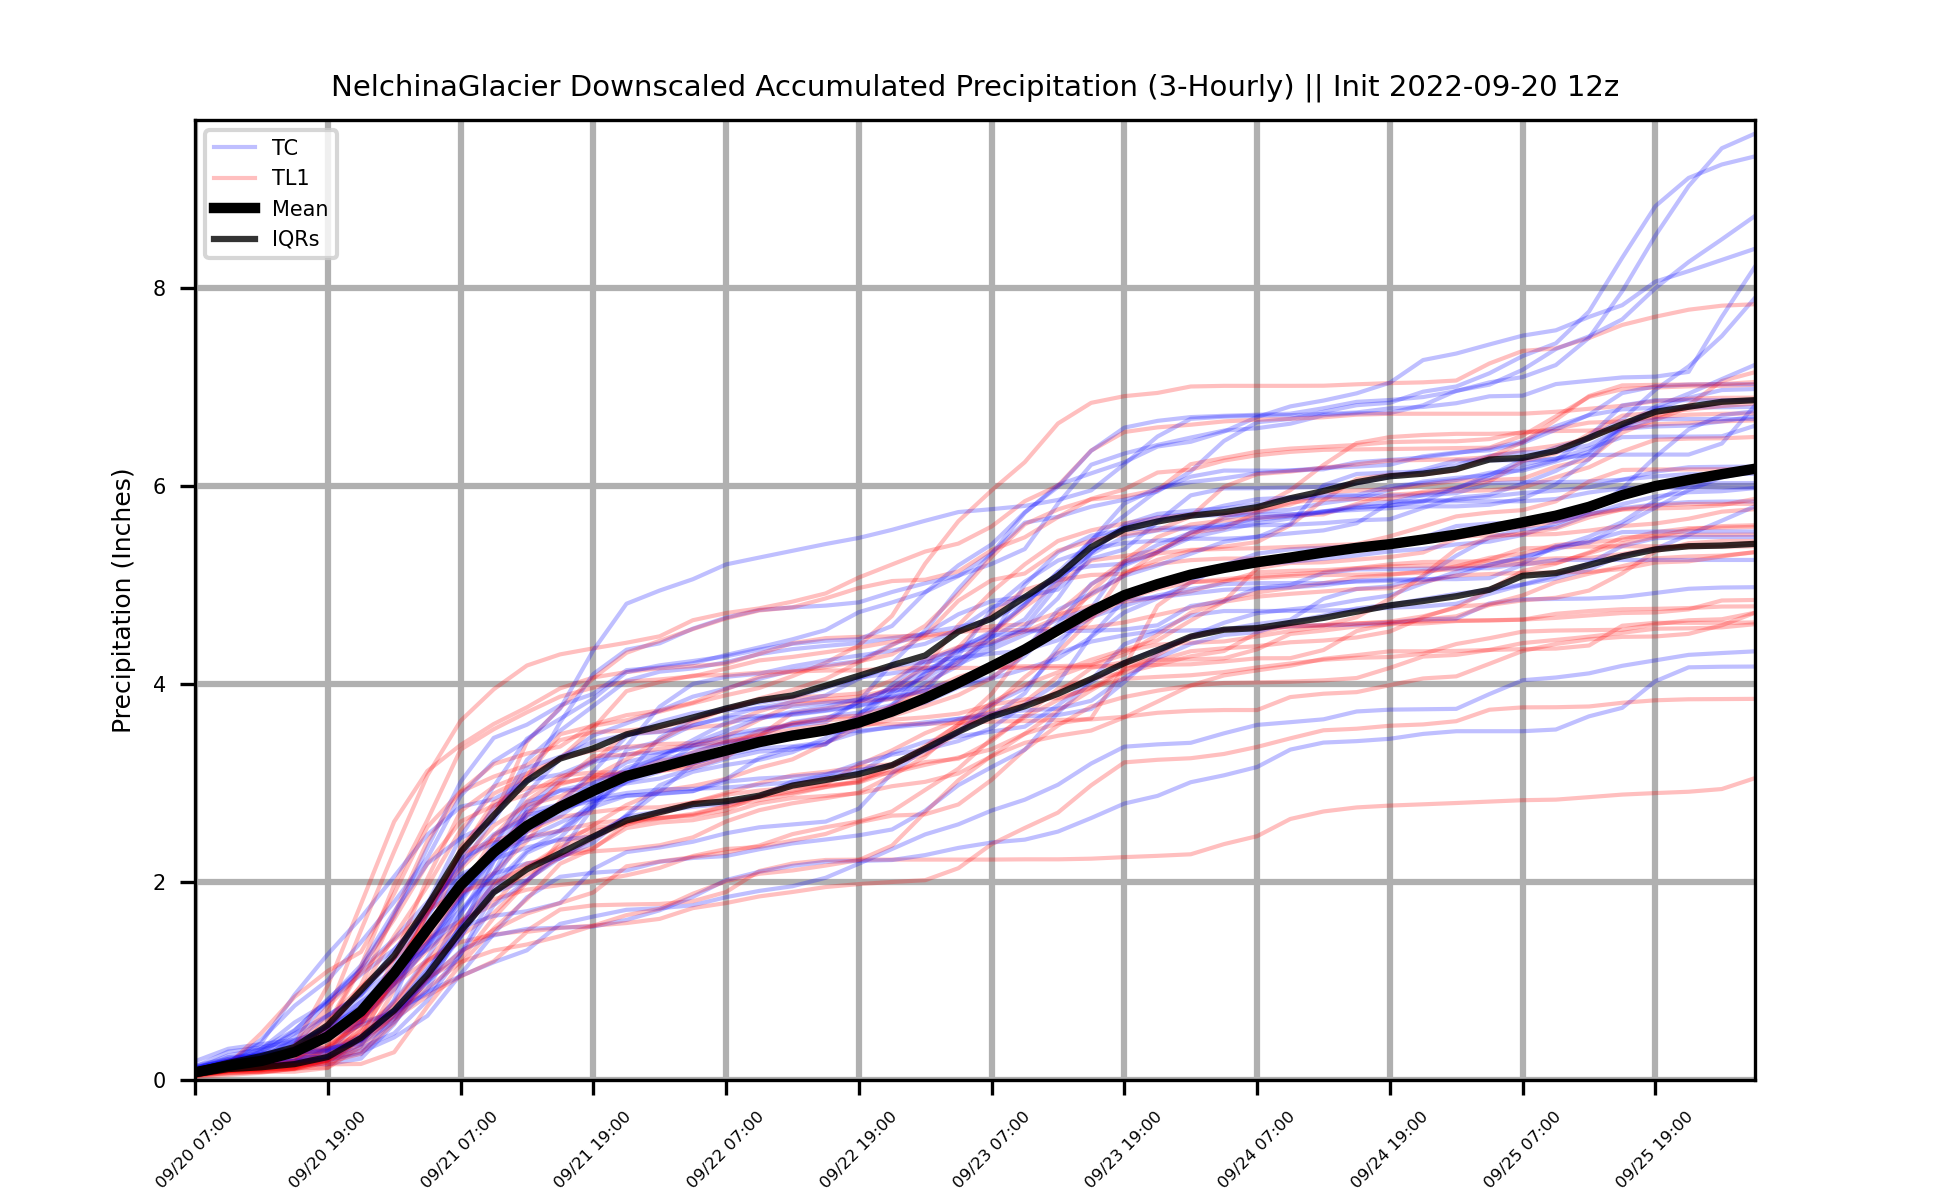 NelchinaGlacier Downscaled Accumulated Precipitation (3-Hourly) || Init 2022-09-20 12z
TC
TL1
Mean
IQRs
Precipitation (Inches)
8
6
4
2
0
09/20 07:00
09/20 19:00
09/21 07:00
09/21 19:00
09/22 07:00
09/22 19:00
09/23 07:00
09/23 19:00
09/24 07:00
09/24 19:00
09/25 07:00
09/25 19:00